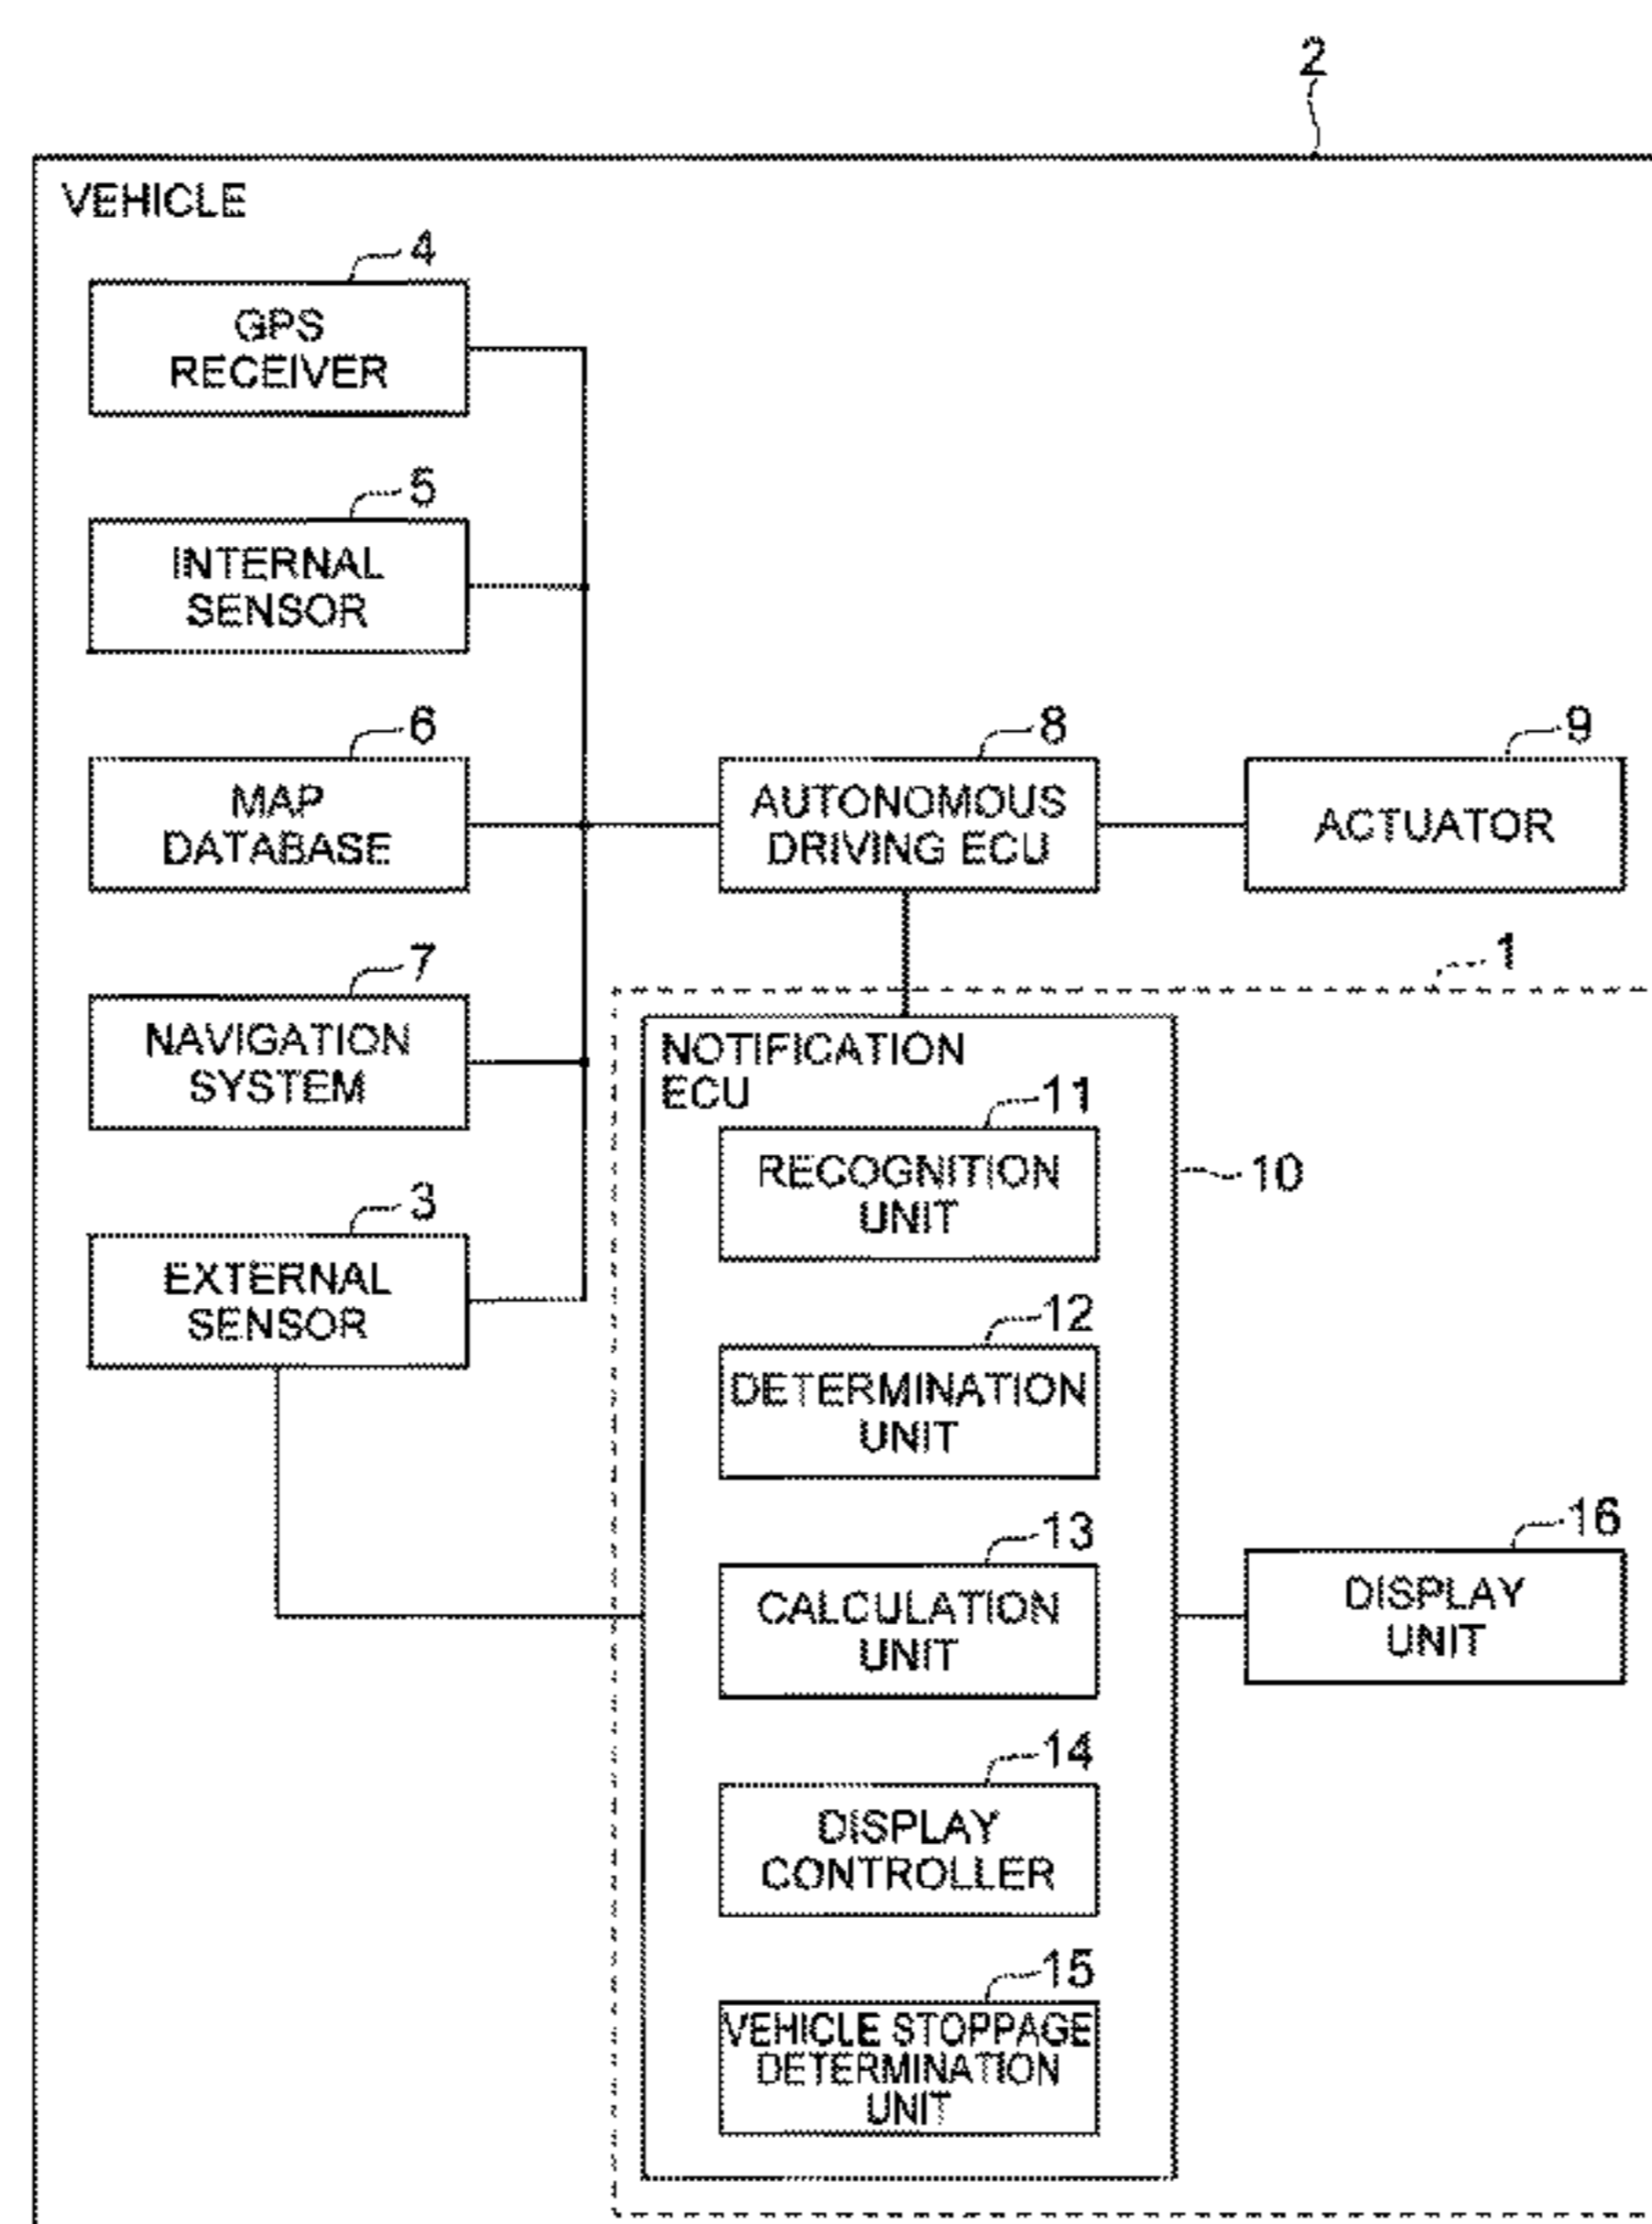 2
VEHICLE
4
GPS
RECEIVER
5
INTERNAL
SENSOR
6
MAP
DATABASE
8
AUTONOMOUS
DRIVING ECU
9
ACTUATOR
7
NAVIGATION
SYSTEM
1
NOTIFICATION
ECU
11
RECOGNITION
UNIT
10
3
EXTERNAL
SENSOR
12
DETERMINATION
UNIT
13
CALCULATION
UNIT
16
DISPLAY
UNIT
14
DISPLAY
CONTROLLER
15
VEHICLE STOPPAGE
DETERMINATION
UNIT